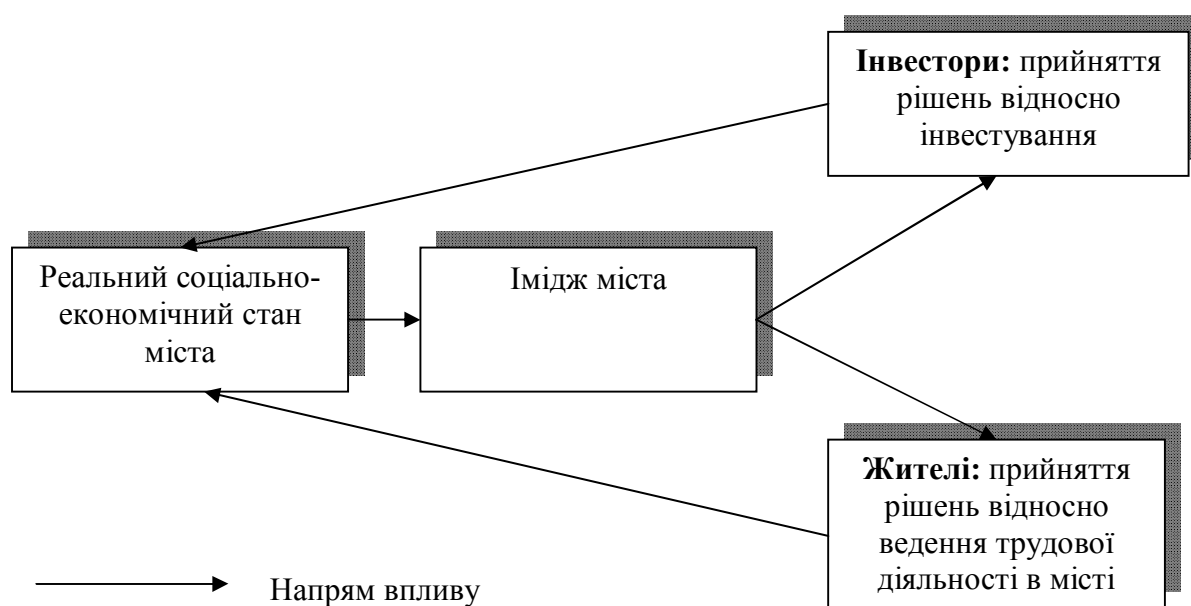 Інвестори: прийняття
рішень відносно
інвестування
Реальний соціально-
економічний стан
міста
Імідж міста
Жителі: прийняття
рішень відносно
ведення трудової
діяльності в місті
Напрям впливу